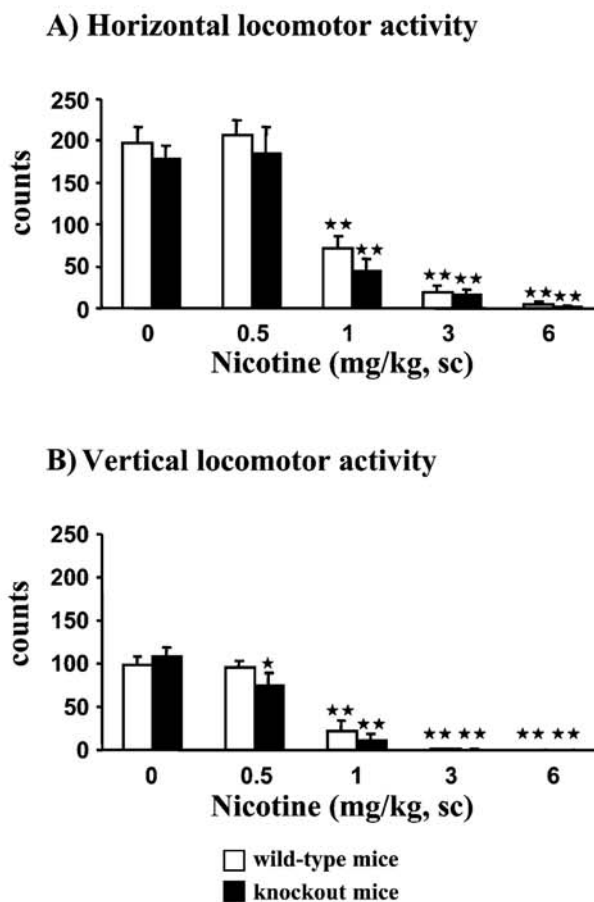 A) Horizontal locomotor activity
250
200
150
100
50
0
counts
★★
★★
★★ ★★
★★ ★★
0 0.5 1 3 6
Nicotine (mg/kg, sc)
B) Vertical locomotor activity
250
200
150
100
50
0
counts
★
★★
★★
★★ ★★
★★ ★★
0 0.5 1 3 6
Nicotine (mg/kg, sc)
wild-type mice
knockout mice